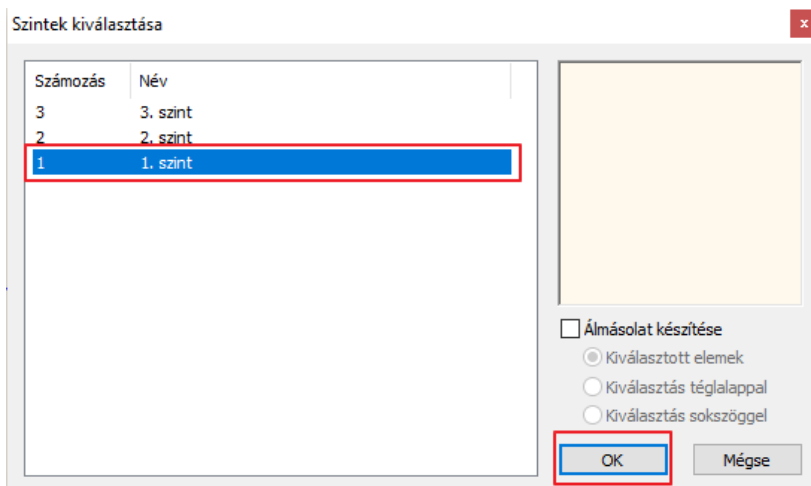 Szintek kiválasztása
x
Számozás Név
3 3. szint
2 2. szint
1 1. szint
Álmásolat készítése
Kiválasztott elemek
Kiválasztás téglalappal
Kiválasztás sokszöggel
OK Mégse